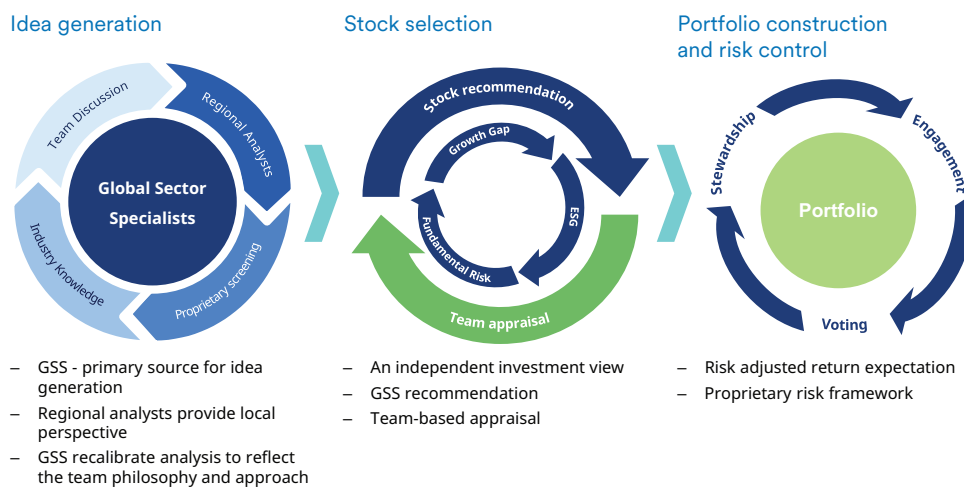 Idea generation
Team Discussion
Regional Analysts
Global Sector
Specialists
Industry Knowledge
Proprietary screening
– GSS - primary source for idea
generation
– Regional analysts provide local
perspective
– GSS recalibrate analysis to reflect
the team philosophy and approach
Stock selection
Stock recommendation
Growth Gap
ESG
Fundamental Risk
Team appraisal
– An independent investment view
– GSS recommendation
– Team-based appraisal
Portfolio construction
and risk control
Stewardship
Engagement
Portfolio
Voting
– Risk adjusted return expectation
– Proprietary risk framework